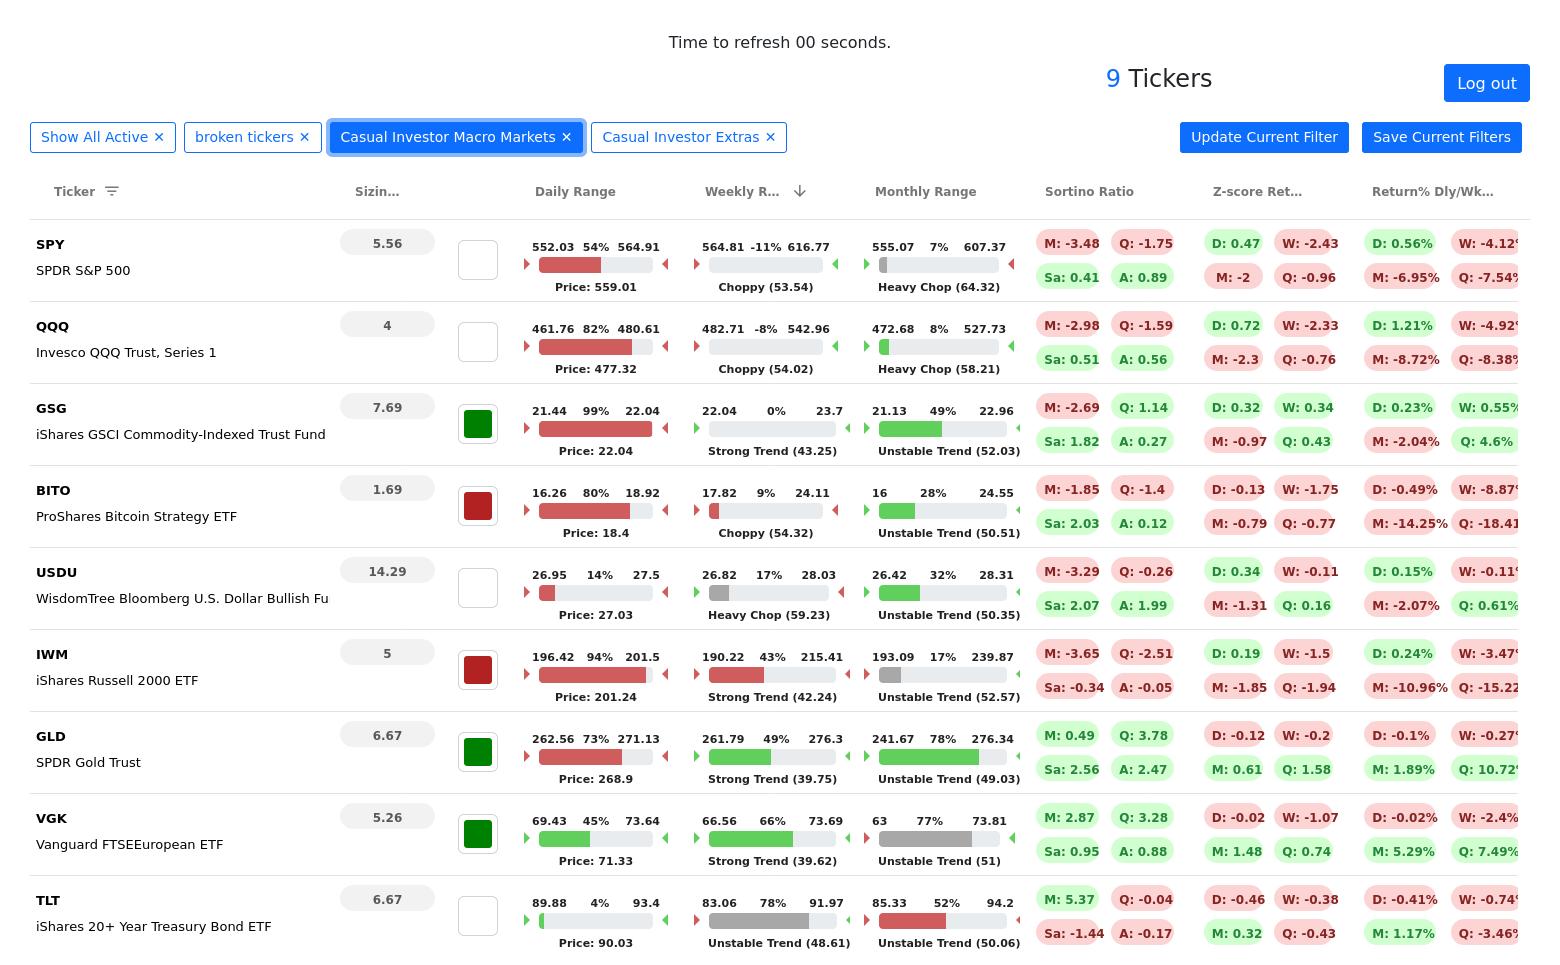 Time to refresh 00 seconds.
9 Tickers
Log out
Show All Active ✕ broken tickers ✕ Casual Investor Macro Markets ✕ Casual Investor Extras ✕ Update Current Filter Save Current Filters
Ticker Sizin... Daily Range Weekly R... Monthly Range Sortino Ratio Z-score Ret... Return% Dly/Wk...
SPY 5.56 552.03 54% 564.91 564.81 -11% 616.77 555.07 7% 607.37 M: -3.48 Q: -1.75 D: 0.47 W: -2.43 D: 0.56% W: -4.12%
SPDR S&P 500 Price: 559.01 Choppy (53.54) Heavy Chop (64.32) Sa: 0.41 A: 0.89 M: -2 Q: -0.96 M: -6.95% Q: -7.54%
QQQ 4 461.76 82% 480.61 482.71 -8% 542.96 472.68 8% 527.73 M: -2.98 Q: -1.59 D: 0.72 W: -2.33 D: 1.21% W: -4.92%
Invesco QQQ Trust, Series 1 Price: 477.32 Choppy (54.02) Heavy Chop (58.21) Sa: 0.51 A: 0.56 M: -2.3 Q: -0.76 M: -8.72% Q: -8.38%
GSG 7.69 21.44 99% 22.04 22.04 0% 23.7 21.13 49% 22.96 M: -2.69 Q: 1.14 D: 0.32 W: 0.34 D: 0.23% W: 0.55%
iShares GSCI Commodity-Indexed Trust Fund Price: 22.04 Strong Trend (43.25) Unstable Trend (52.03) Sa: 1.82 A: 0.27 M: -0.97 Q: 0.43 M: -2.04% Q: 4.6%
BITO 1.69 16.26 80% 18.92 17.82 9% 24.11 16 28% 24.55 M: -1.85 Q: -1.4 D: -0.13 W: -1.75 D: -0.49% W: -8.87%
ProShares Bitcoin Strategy ETF Price: 18.4 Choppy (54.32) Unstable Trend (50.51) Sa: 2.03 A: 0.12 M: -0.79 Q: -0.77 M: -14.25% Q: -18.41
USDU 14.29 26.95 14% 27.5 26.82 17% 28.03 26.42 32% 28.31 M: -3.29 Q: -0.26 D: 0.34 W: -0.11 D: 0.15% W: -0.11%
WisdomTree Bloomberg U.S. Dollar Bullish Fu Price: 27.03 Heavy Chop (59.23) Unstable Trend (50.35) Sa: 2.07 A: 1.99 M: -1.31 Q: 0.16 M: -2.07% Q: 0.61%
IWM 5 196.42 94% 201.5 190.22 43% 215.41 193.09 17% 239.87 M: -3.65 Q: -2.51 D: 0.19 W: -1.5 D: 0.24% W: -3.47%
iShares Russell 2000 ETF Price: 201.24 Strong Trend (42.24) Unstable Trend (52.57) Sa: -0.34 A: -0.05 M: -1.85 Q: -1.94 M: -10.96% Q: -15.22
GLD 6.67 262.56 73% 271.13 261.79 49% 276.3 241.67 78% 276.34 M: 0.49 Q: 3.78 D: -0.12 W: -0.2 D: -0.1% W: -0.27%
SPDR Gold Trust Price: 268.9 Strong Trend (39.75) Unstable Trend (49.03) Sa: 2.56 A: 2.47 M: 0.61 Q: 1.58 M: 1.89% Q: 10.72%
VGK 5.26 69.43 45% 73.64 66.56 66% 73.69 63 77% 73.81 M: 2.87 Q: 3.28 D: -0.02 W: -1.07 D: -0.02% W: -2.4%
Vanguard FTSEEuropean ETF Price: 71.33 Strong Trend (39.62) Unstable Trend (51) Sa: 0.95 A: 0.88 M: 1.48 Q: 0.74 M: 5.29% Q: 7.49%
TLT 6.67 89.88 4% 93.4 83.06 78% 91.97 85.33 52% 94.2 M: 5.37 Q: -0.04 D: -0.46 W: -0.38 D: -0.41% W: -0.74%
iShares 20+ Year Treasury Bond ETF Price: 90.03 Unstable Trend (48.61) Unstable Trend (50.06) Sa: -1.44 A: -0.17 M: 0.32 Q: -0.43 M: 1.17% Q: -3.46%